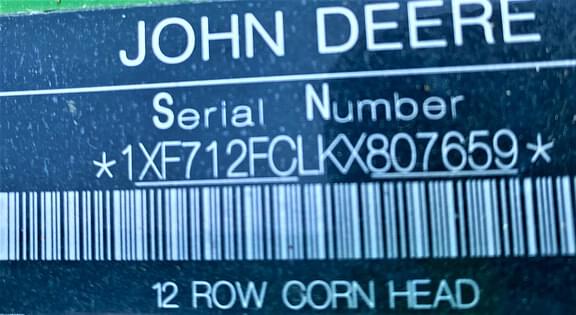 JOHN DEERE
Serial Number
*1XF712FCLKX807659*
12 ROW CORN HEAD